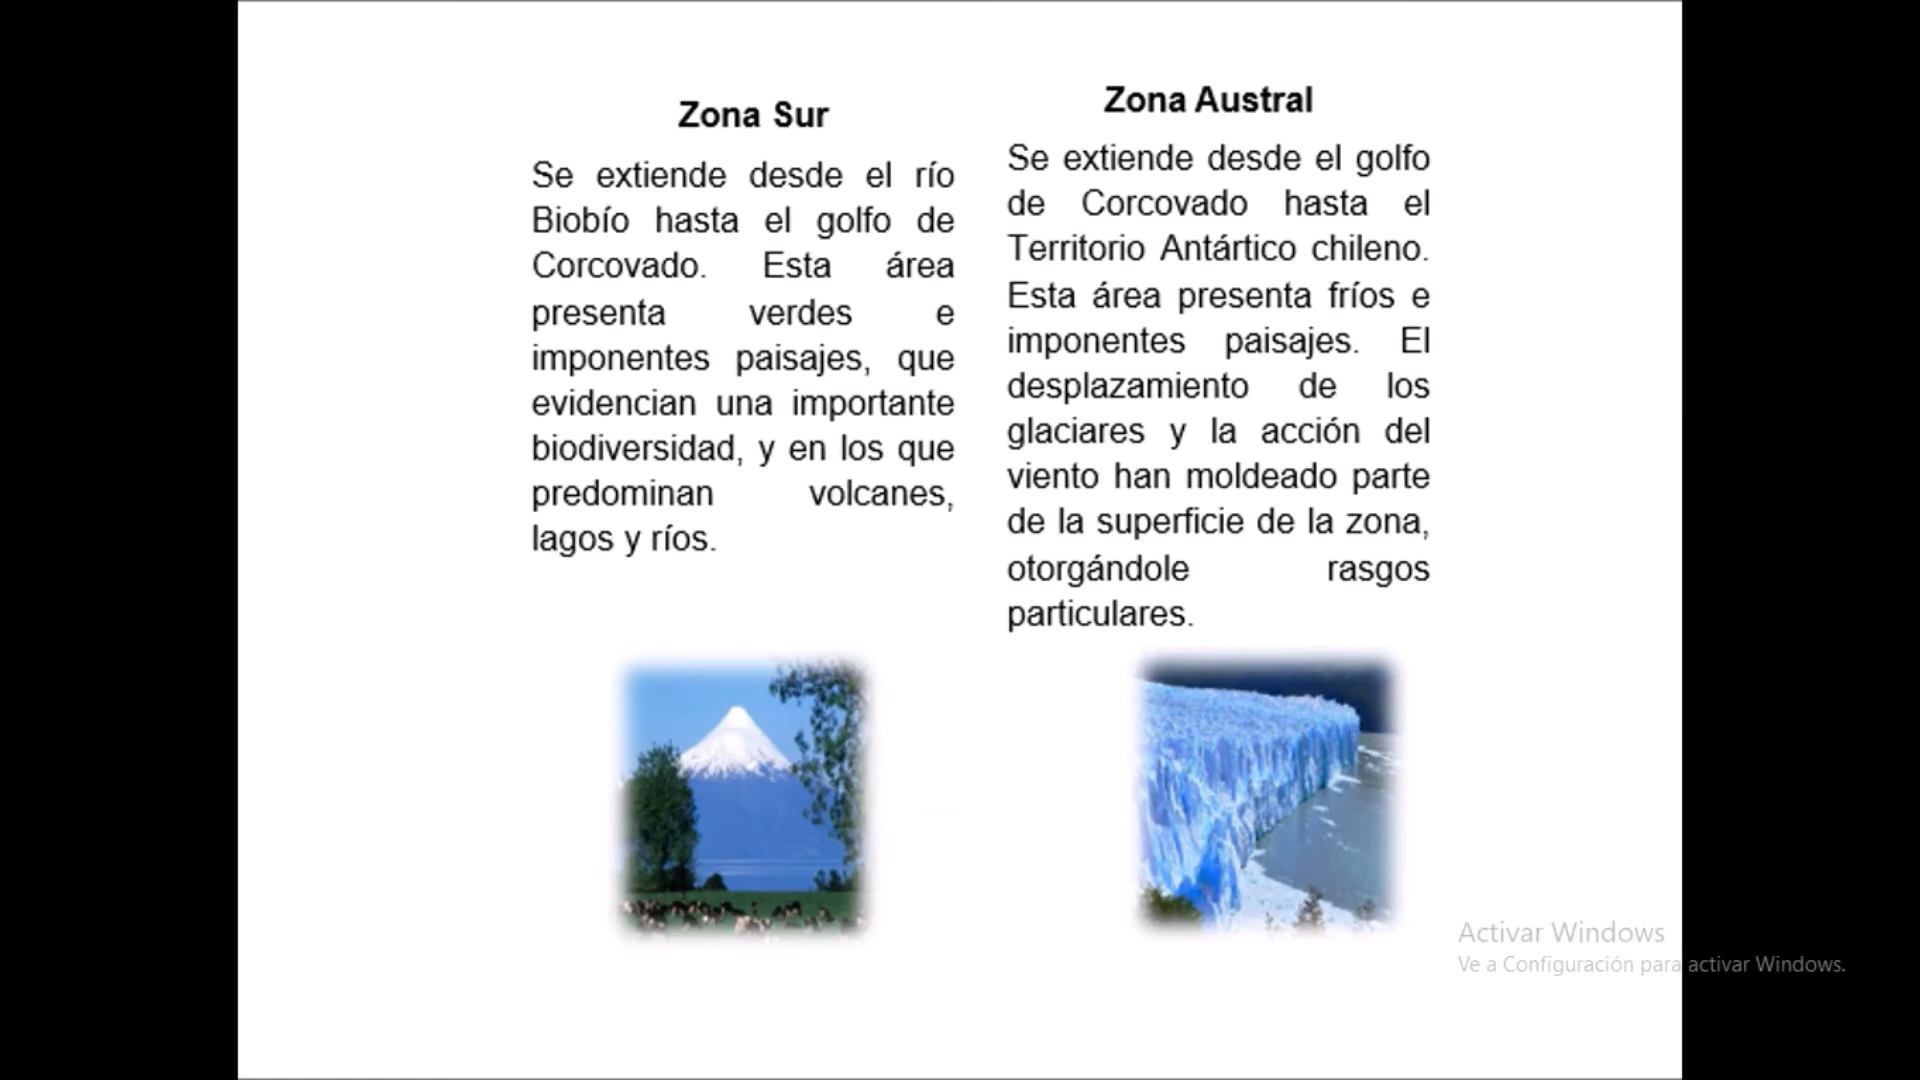 Zona Sur
Se extiende desde el río
Biobío hasta el golfo de
Corcovado. Esta área
presenta verdes e
imponentes paisajes, que
evidencian una importante
biodiversidad, y en los que
predominan volcanes,
lagos y ríos.
Zona Austral
Se extiende desde el golfo
de Corcovado hasta el
Territorio Antártico chileno.
Esta área presenta fríos e
imponentes paisajes. El
desplazamiento de los
glaciares y la acción del
viento han moldeado parte
de la superficie de la zona,
otorgándole rasgos
particulares.
Activar Windows
Ve a Configuración para activar Windows.